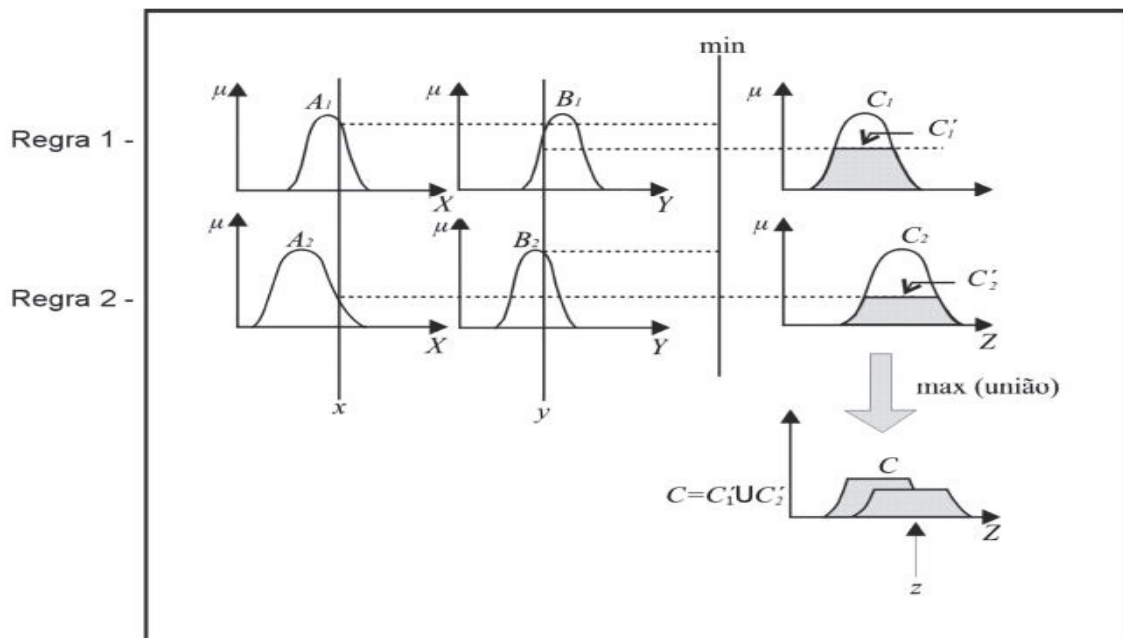 min
μ A₁ μ B₁ μ C₁
Regra 1 - C′₁
X Y
μ A₂ μ B₂ μ C₂
Regra 2 - C′₂
X Y Z
x y max (união)
C
C=C′₁UC′₂
Z
z